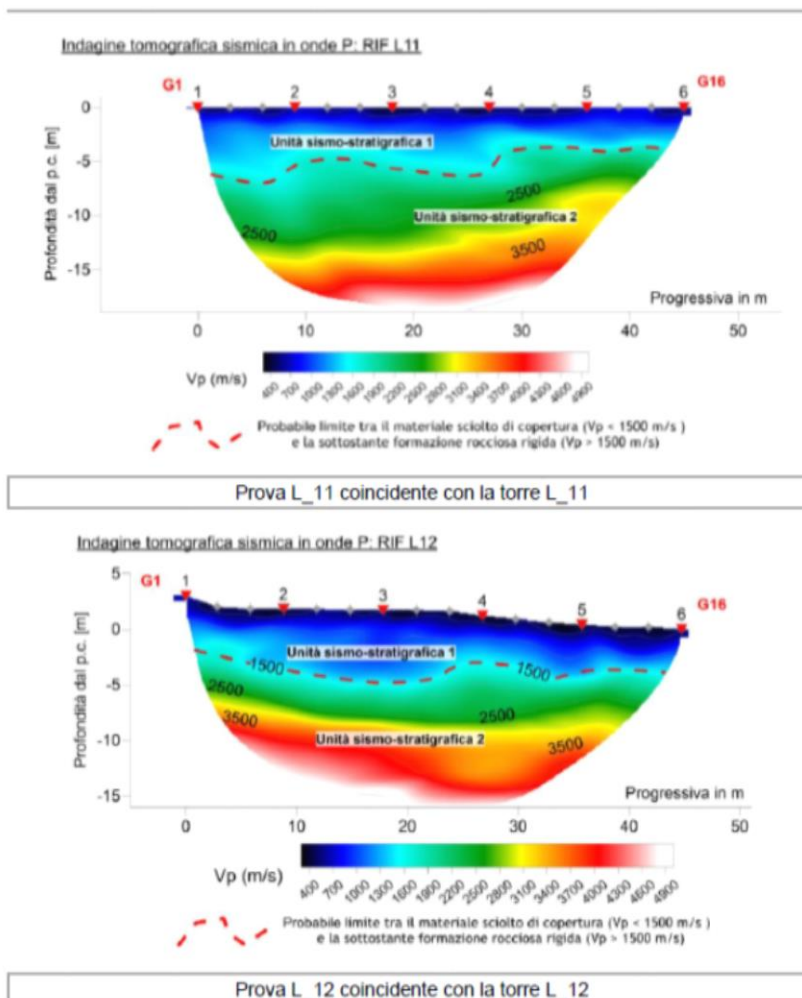 Indagine tomografica sismica in onde P: RIF L11
G1 1 2 3 4 5 6 G16
0
Unità sismo-stratigrafica 1
-5
2500
Unità sismo-stratigrafica 2
-10
2500
3500
-15
Profondità dal p.c. [m]
Progressiva in m
0 10 20 30 40 50
Vp (m/s)
400 700 1000 1300 1600 1900 2200 2500 2800 3100 3400 3700 4000 4300 4600 4900
Probabile limite tra il materiale sciolto di copertura (Vp < 1500 m/s )
e la sottostante formazione rocciosa rigida (Vp > 1500 m/s)
Prova L_11 coincidente con la torre L_11
Indagine tomografica sismica in onde P: RIF L12
5
G1 1 2 3 4 5 6 G16
0
Unità sismo-stratigrafica 1
1500 1500
-5
2500
2500
3500
Unità sismo-stratigrafica 2
-10
3500
-15
Profondità dal p.c. [m]
Progressiva in m
0 10 20 30 40 50
Vp (m/s)
400 700 1000 1300 1600 1900 2200 2500 2800 3100 3400 3700 4000 4300 4600 4900
Probabile limite tra il materiale sciolto di copertura (Vp < 1500 m/s )
e la sottostante formazione rocciosa rigida (Vp > 1500 m/s)
Prova L_12 coincidente con la torre L_12